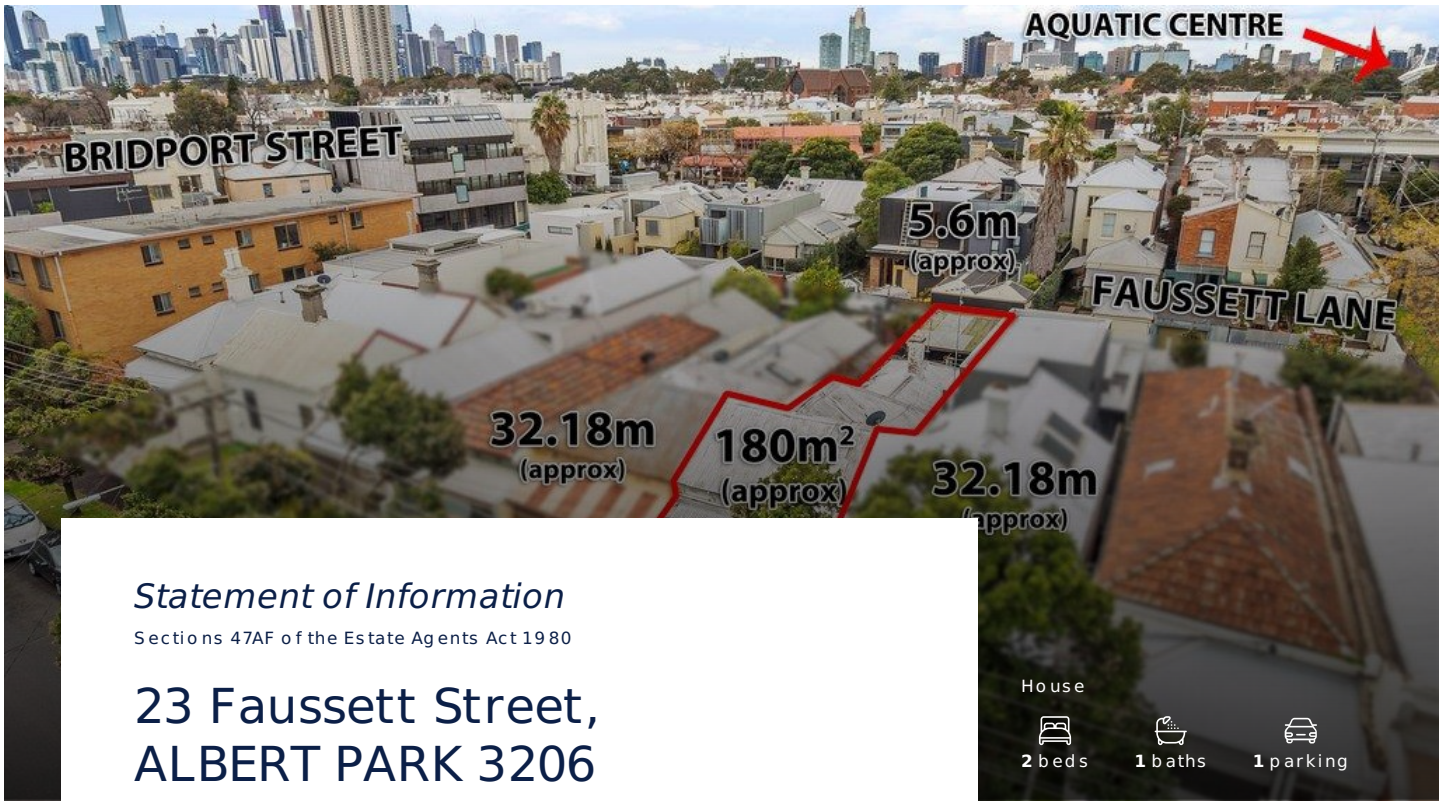 AQUATIC CENTRE
BRIDPORT STREET
5.6m
(approx)
FAUSSETT LANE
32.18m
(approx)
180m²
(approx)
32.18m
(approx)
Statement of Information
Sections 47AF of the Estate Agents Act 1980
23 Faussett Street,
ALBERT PARK 3206
House
2 beds 1 baths 1 parking